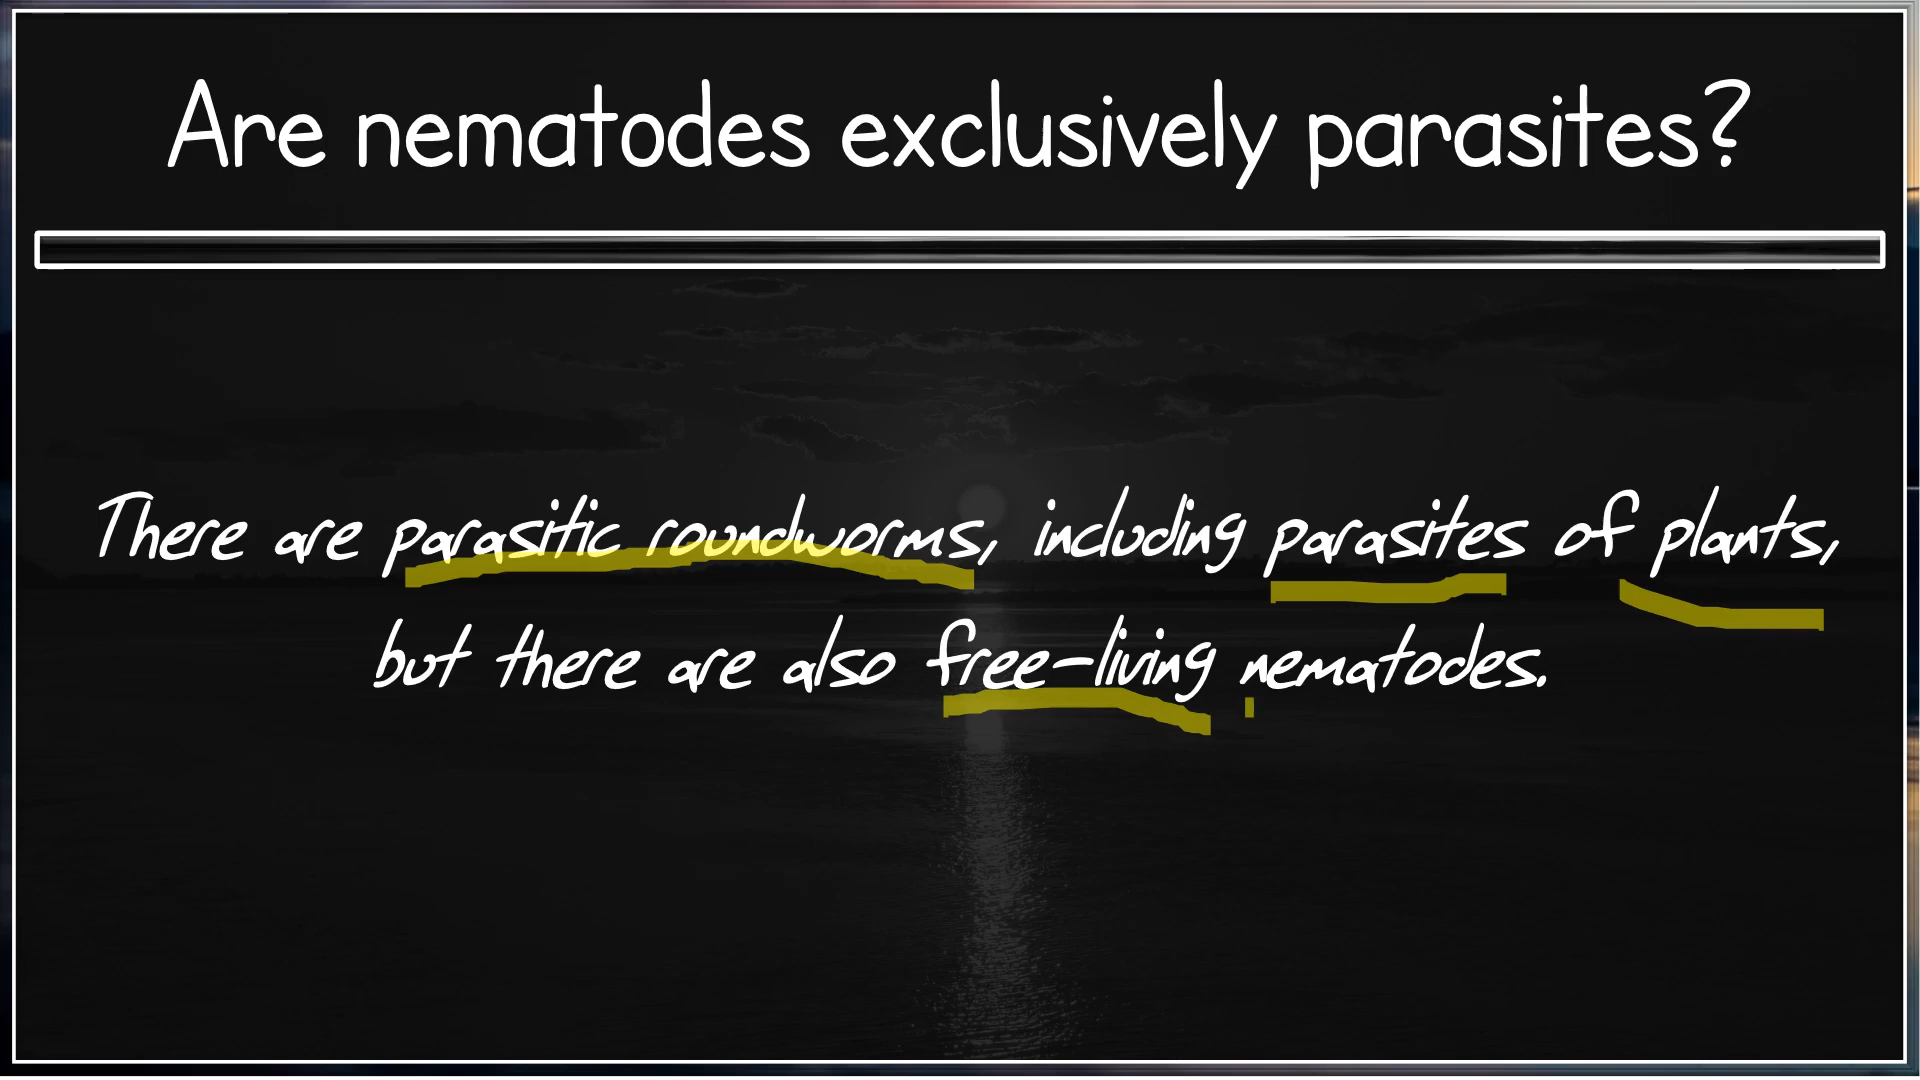 Are nematodes exclusively parasites?
There are parasitic roundworms, including parasites of plants,
but there are also free-living nematodes.